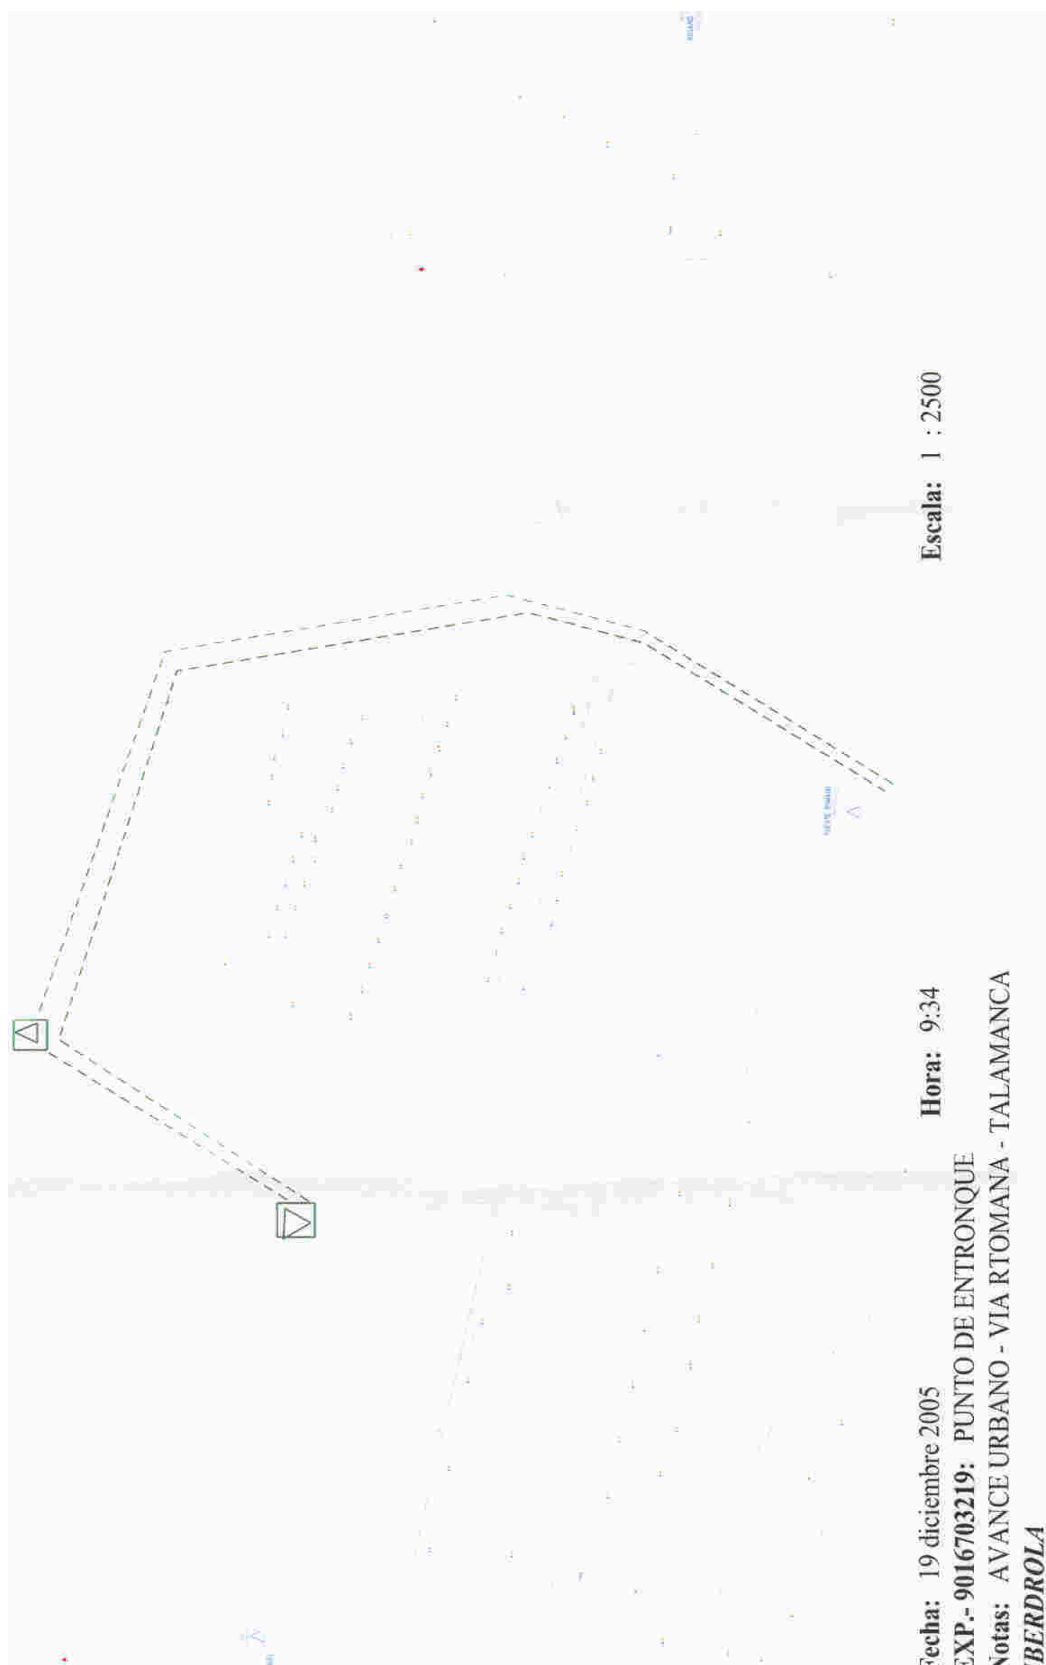 Fecha: 19 diciembre 2005 Hora: 9:34 Escala: 1 : 2500
EXP.- 9016703219: PUNTO DE ENTRONQUE
Notas: AVANCE URBANO - VIA RTOMANA - TALAMANCA
IBERDROLA